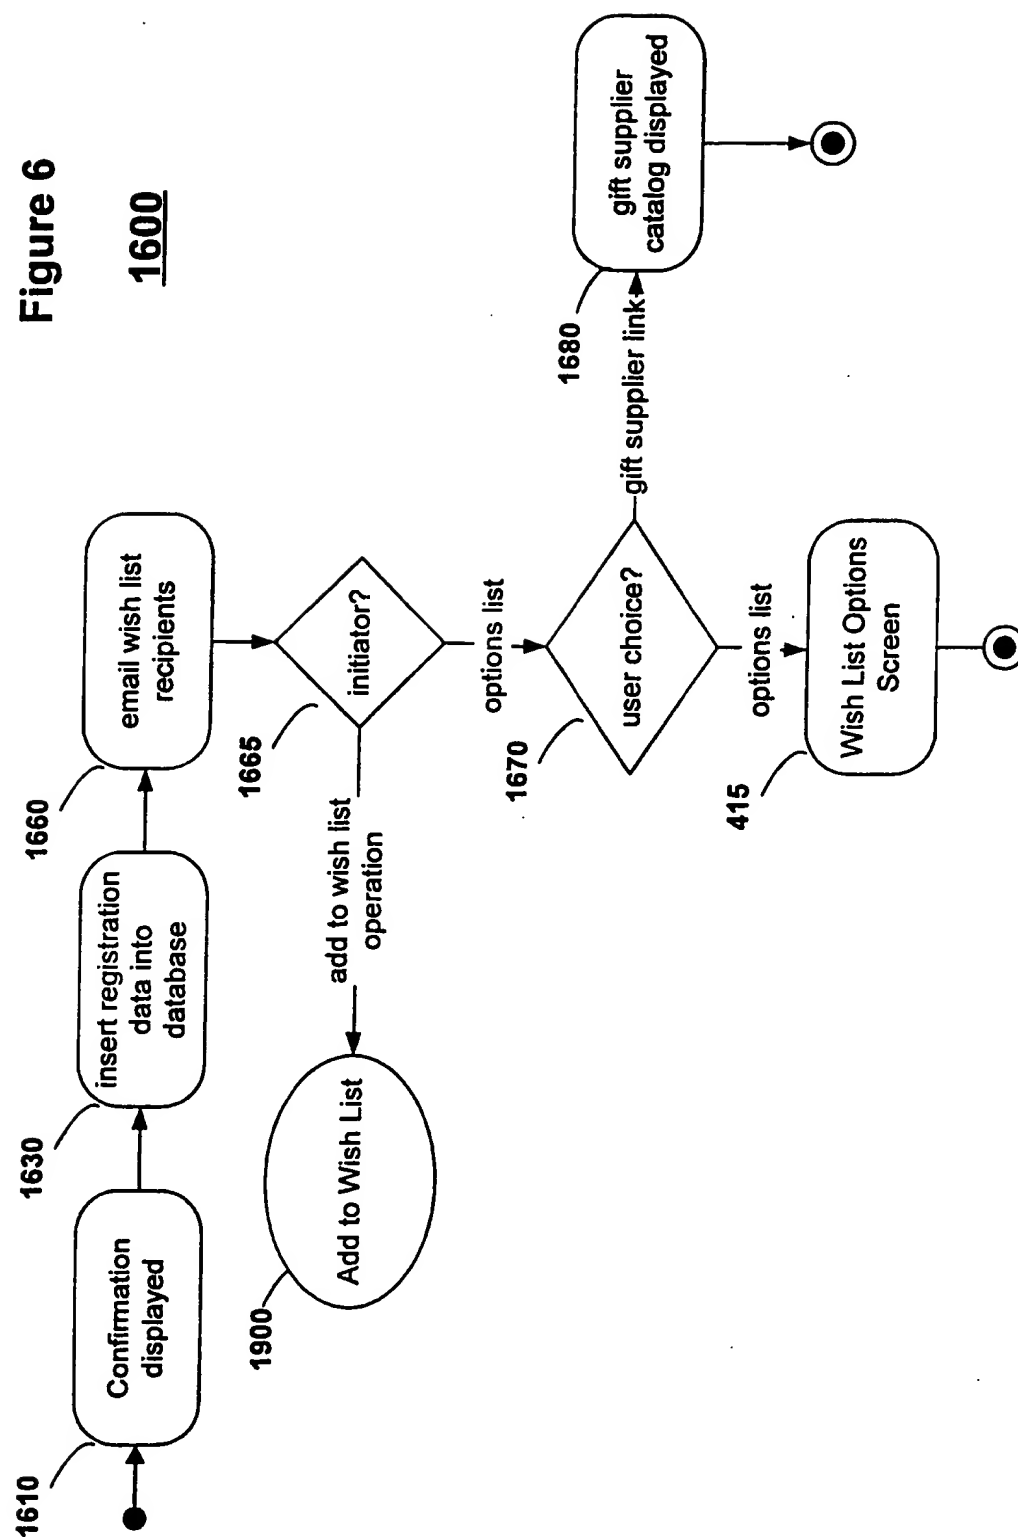 Figure 6
1600
1610
Confirmation
displayed
1630
insert registration
data into
database
1660
email wish list
recipients
1665
initiator?
add to wish list
operation
1900
Add to Wish List
options list
1670
user choice?
gift supplier link
1680
gift supplier
catalog displayed
options list
415
Wish List Options
Screen